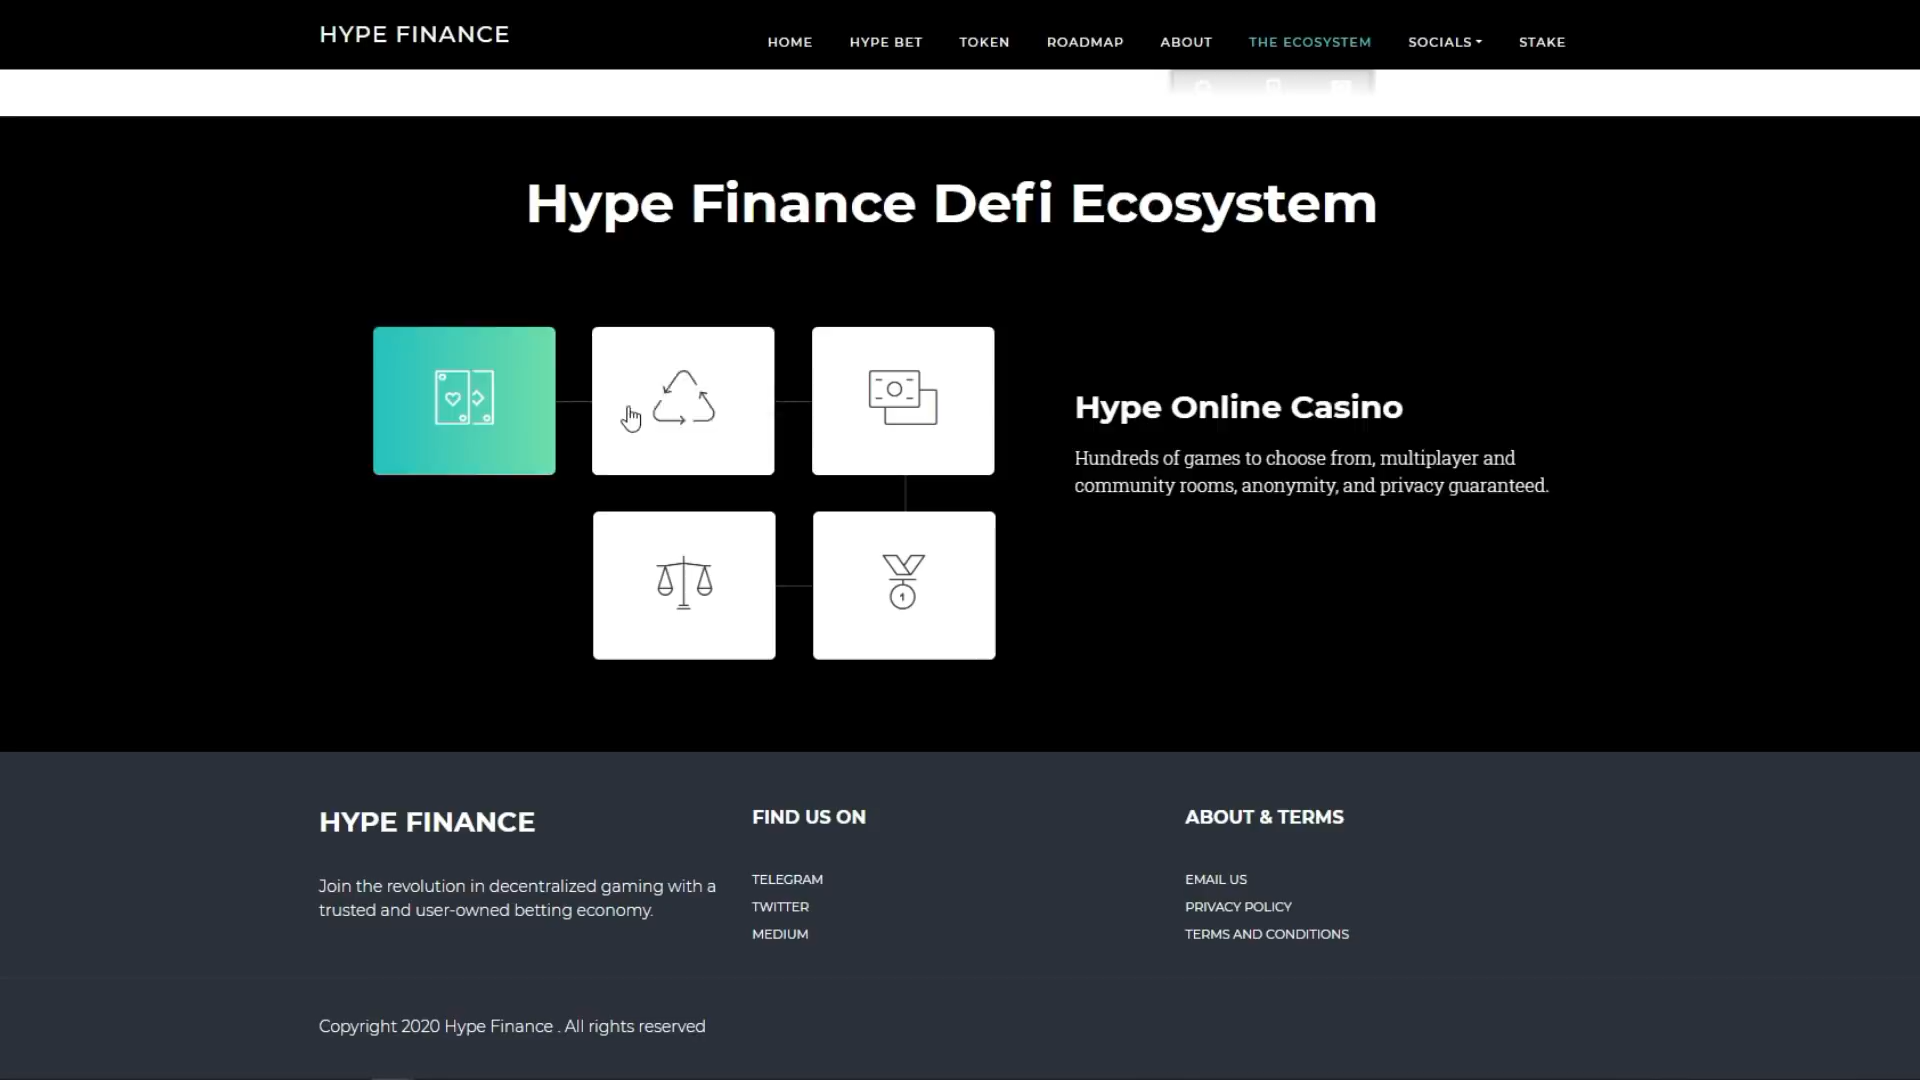 HYPE FINANCE
HOME HYPE BET TOKEN ROADMAP ABOUT THE ECOSYSTEM SOCIALS STAKE
Hype Finance Defi Ecosystem
1
Hype Online Casino
Hundreds of games to choose from, multiplayer and
community rooms, anonymity, and privacy guaranteed.
HYPE FINANCE
Join the revolution in decentralized gaming with a
trusted and user-owned betting economy.
FIND US ON
TELEGRAM
TWITTER
MEDIUM
ABOUT & TERMS
EMAIL US
PRIVACY POLICY
TERMS AND CONDITIONS
Copyright 2020 Hype Finance . All rights reserved